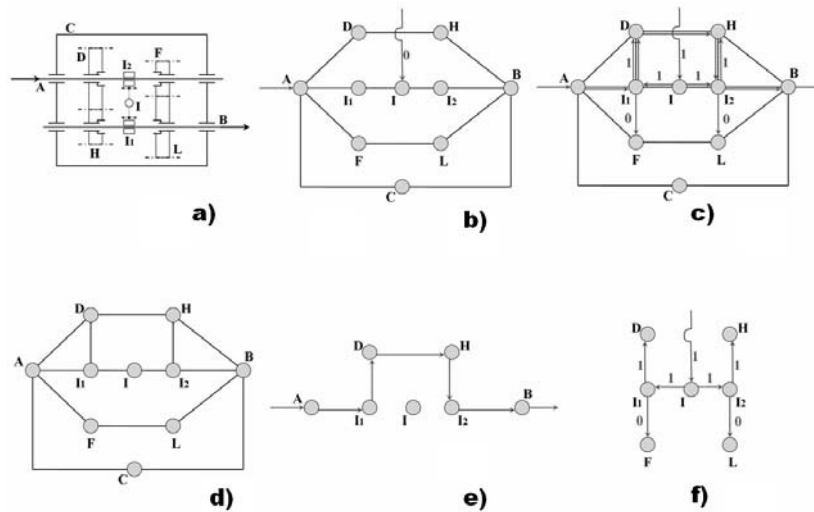 C
D I2 F
A I
I1 B
H L
a)
D H
0
A B
I1 I I2
F L
C
b)
D H
1 1 1
A 1 1 B
I1 I I2
0 0
F L
C
c)
D H
A B
I1 I I2
F L
C
d)
D H
A B
I1 I I2
e)
D H
1 1 1
1 1
I1 I I2
0 0
F L
f)